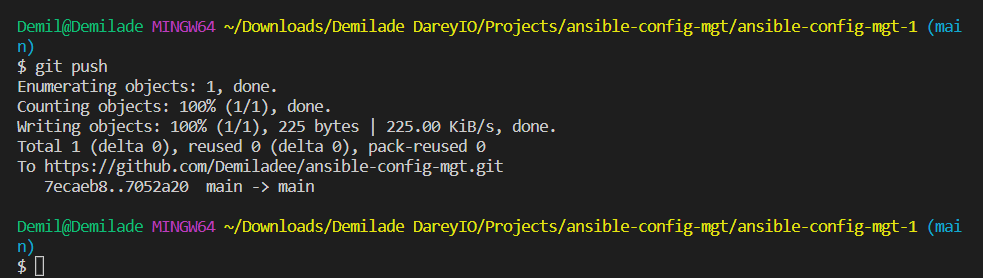 Demil@Demilade MINGW64 ~/Downloads/Demilade DareyIO/Projects/ansible-config-mgt/ansible-config-mgt-1 (mai
n)
$ git push
Enumerating objects: 1, done.
Counting objects: 100% (1/1), done.
Writing objects: 100% (1/1), 225 bytes | 225.00 KiB/s, done.
Total 1 (delta 0), reused 0 (delta 0), pack-reused 0
To https://github.com/Demiladee/ansible-config-mgt.git
   7ecaeb8..7052a20  main -> main
Demil@Demilade MINGW64 ~/Downloads/Demilade DareyIO/Projects/ansible-config-mgt/ansible-config-mgt-1 (mai
n)
$